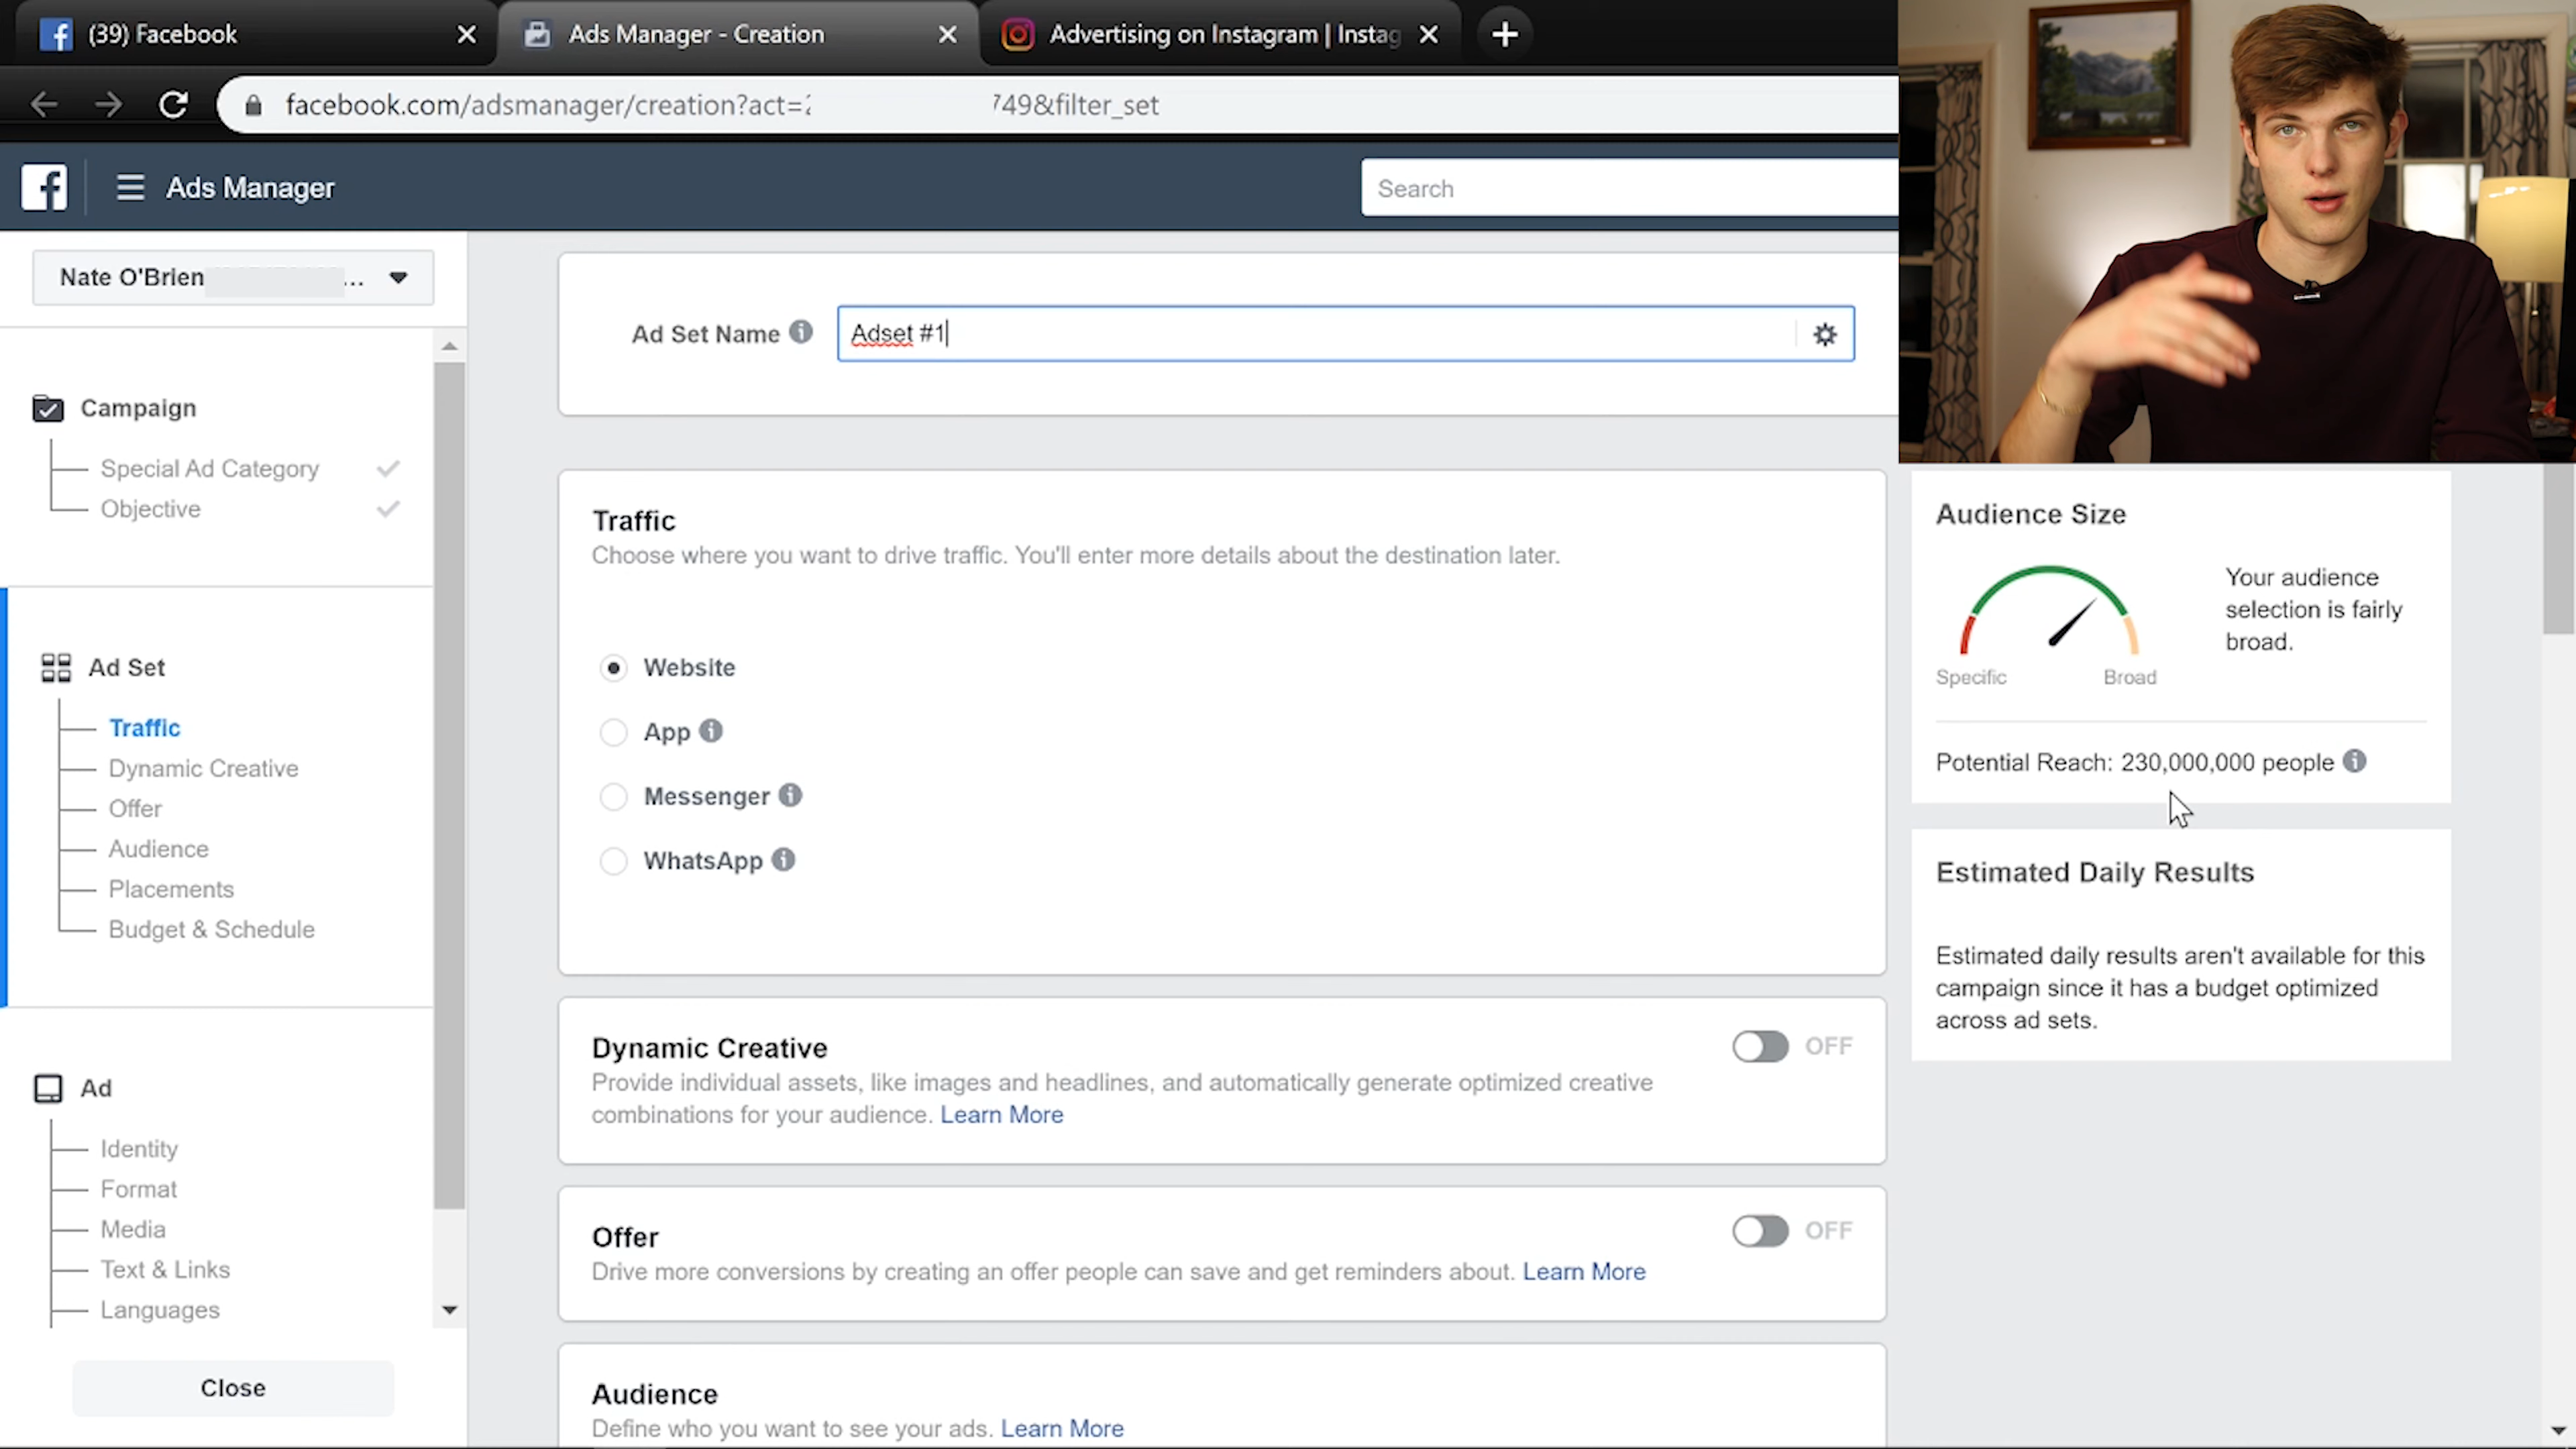 (39) Facebook
Ads Manager - Creation
Advertising on Instagram | Instag
facebook.com/adsmanager/creation?act=2
749&filter_set
Ads Manager
Search
Nate O'Brien ...
Campaign
Special Ad Category
Objective
Ad Set
Traffic
Dynamic Creative
Offer
Audience
Placements
Budget & Schedule
Ad
Identity
Format
Media
Text & Links
Languages
Close
Ad Set Name
Adset #1
Traffic
Choose where you want to drive traffic. You'll enter more details about the destination later.
Website
App
Messenger
WhatsApp
Dynamic Creative
OFF
Provide individual assets, like images and headlines, and automatically generate optimized creative
combinations for your audience. Learn More
Offer
OFF
Drive more conversions by creating an offer people can save and get reminders about. Learn More
Audience
Define who you want to see your ads. Learn More
Audience Size
Your audience
selection is fairly
broad.
Specific
Broad
Potential Reach: 230,000,000 people
Estimated Daily Results
Estimated daily results aren't available for this
campaign since it has a budget optimized
across ad sets.